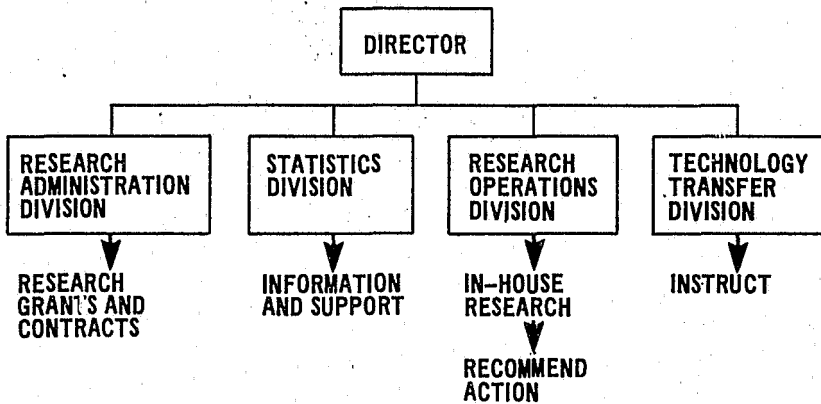 DIRECTOR
RESEARCH
ADMINISTRATION
DIVISION
STATISTICS
DIVISION
RESEARCH
OPERATIONS
DIVISION
TECHNOLOGY
TRANSFER
DIVISION
RESEARCH
GRANTS AND
CONTRACTS
INFORMATION
AND SUPPORT
IN-HOUSE
RESEARCH
INSTRUCT
RECOMMEND
ACTION